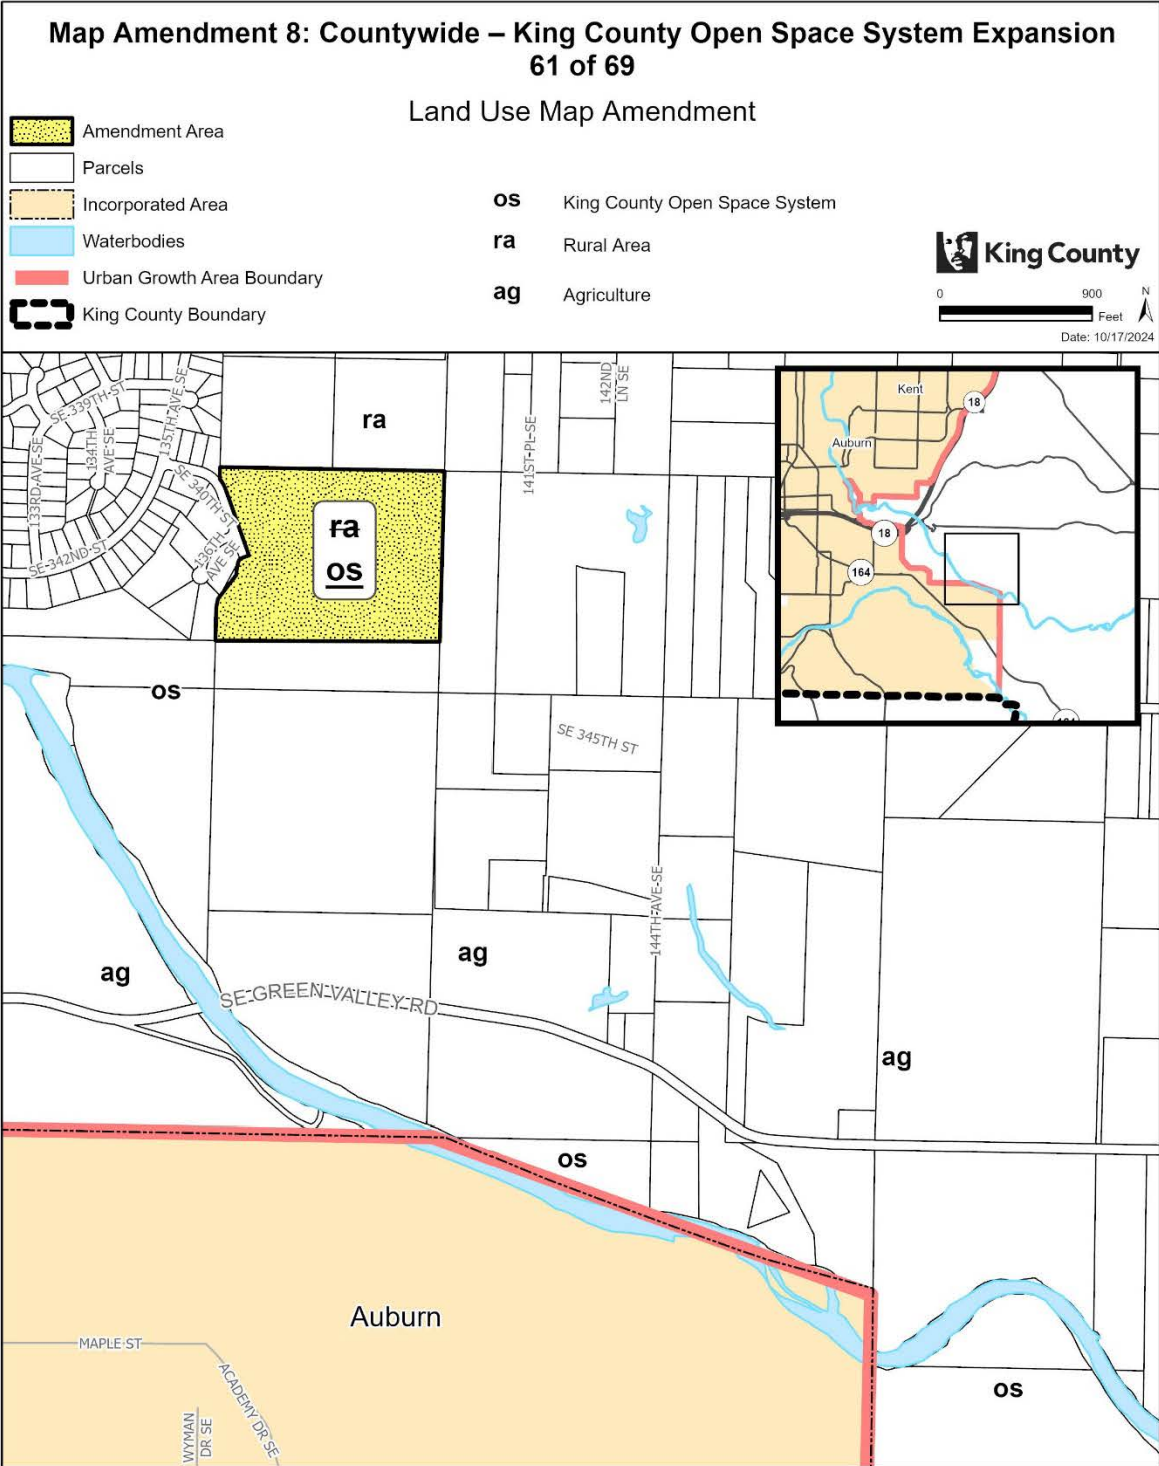 Map Amendment 8: Countywide – King County Open Space System Expansion
61 of 69
Land Use Map Amendment
Amendment Area
Parcels
Incorporated Area
Waterbodies
Urban Growth Area Boundary
King County Boundary
os King County Open Space System
ra Rural Area
ag Agriculture
King County
0 900
Feet
N
Date: 10/17/2024
SE 339TH ST
135TH AVE SE
134TH
AVE SE
133RD AVE SE
SE 340TH ST
136TH
AVE SE
SE 342ND ST
ra
142ND
LN SE
141ST PL SE
ra
os
Kent
18
Auburn
18
164
os
SE 345TH ST
144TH AVE SE
ag
ag
SE GREEN VALLEY RD
ag
os
Auburn
MAPLE ST
ACADEMY DR SE
WYMAN
DR SE
os